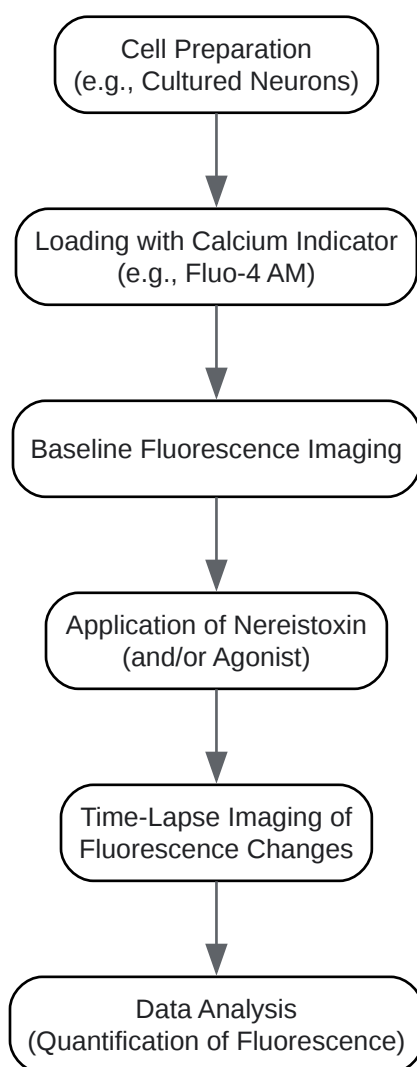 Cell Preparation
(e.g., Cultured Neurons)
Loading with Calcium Indicator
(e.g., Fluo-4 AM)
Baseline Fluorescence Imaging
Application of Nereistoxin
(and/or Agonist)
Time-Lapse Imaging of
Fluorescence Changes
Data Analysis
(Quantification of Fluorescence)